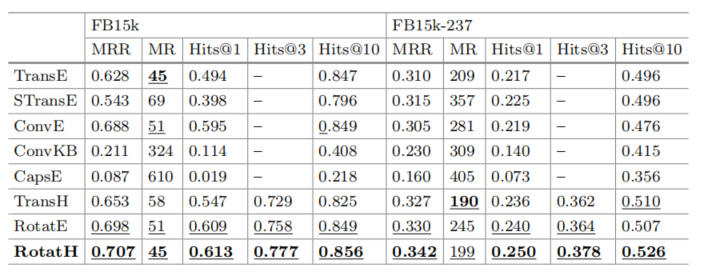 FB15k FB15k-237
MRR MR Hits@1 Hits@3 Hits@10 MRR MR Hits@1 Hits@3 Hits@10
TransE 0.628 45 0.494 – 0.847 0.310 209 0.217 – 0.496
STransE 0.543 69 0.398 – 0.796 0.315 357 0.225 – 0.496
ConvE 0.688 51 0.595 – 0.849 0.305 281 0.219 – 0.476
ConvKB 0.211 324 0.114 – 0.408 0.230 309 0.140 – 0.415
CapsE 0.087 610 0.019 – 0.218 0.160 405 0.073 – 0.356
TransH 0.653 58 0.547 0.729 0.825 0.327 190 0.236 0.362 0.510
RotatE 0.698 51 0.609 0.758 0.849 0.330 245 0.240 0.364 0.507
RotatH 0.707 45 0.613 0.777 0.856 0.342 199 0.250 0.378 0.526